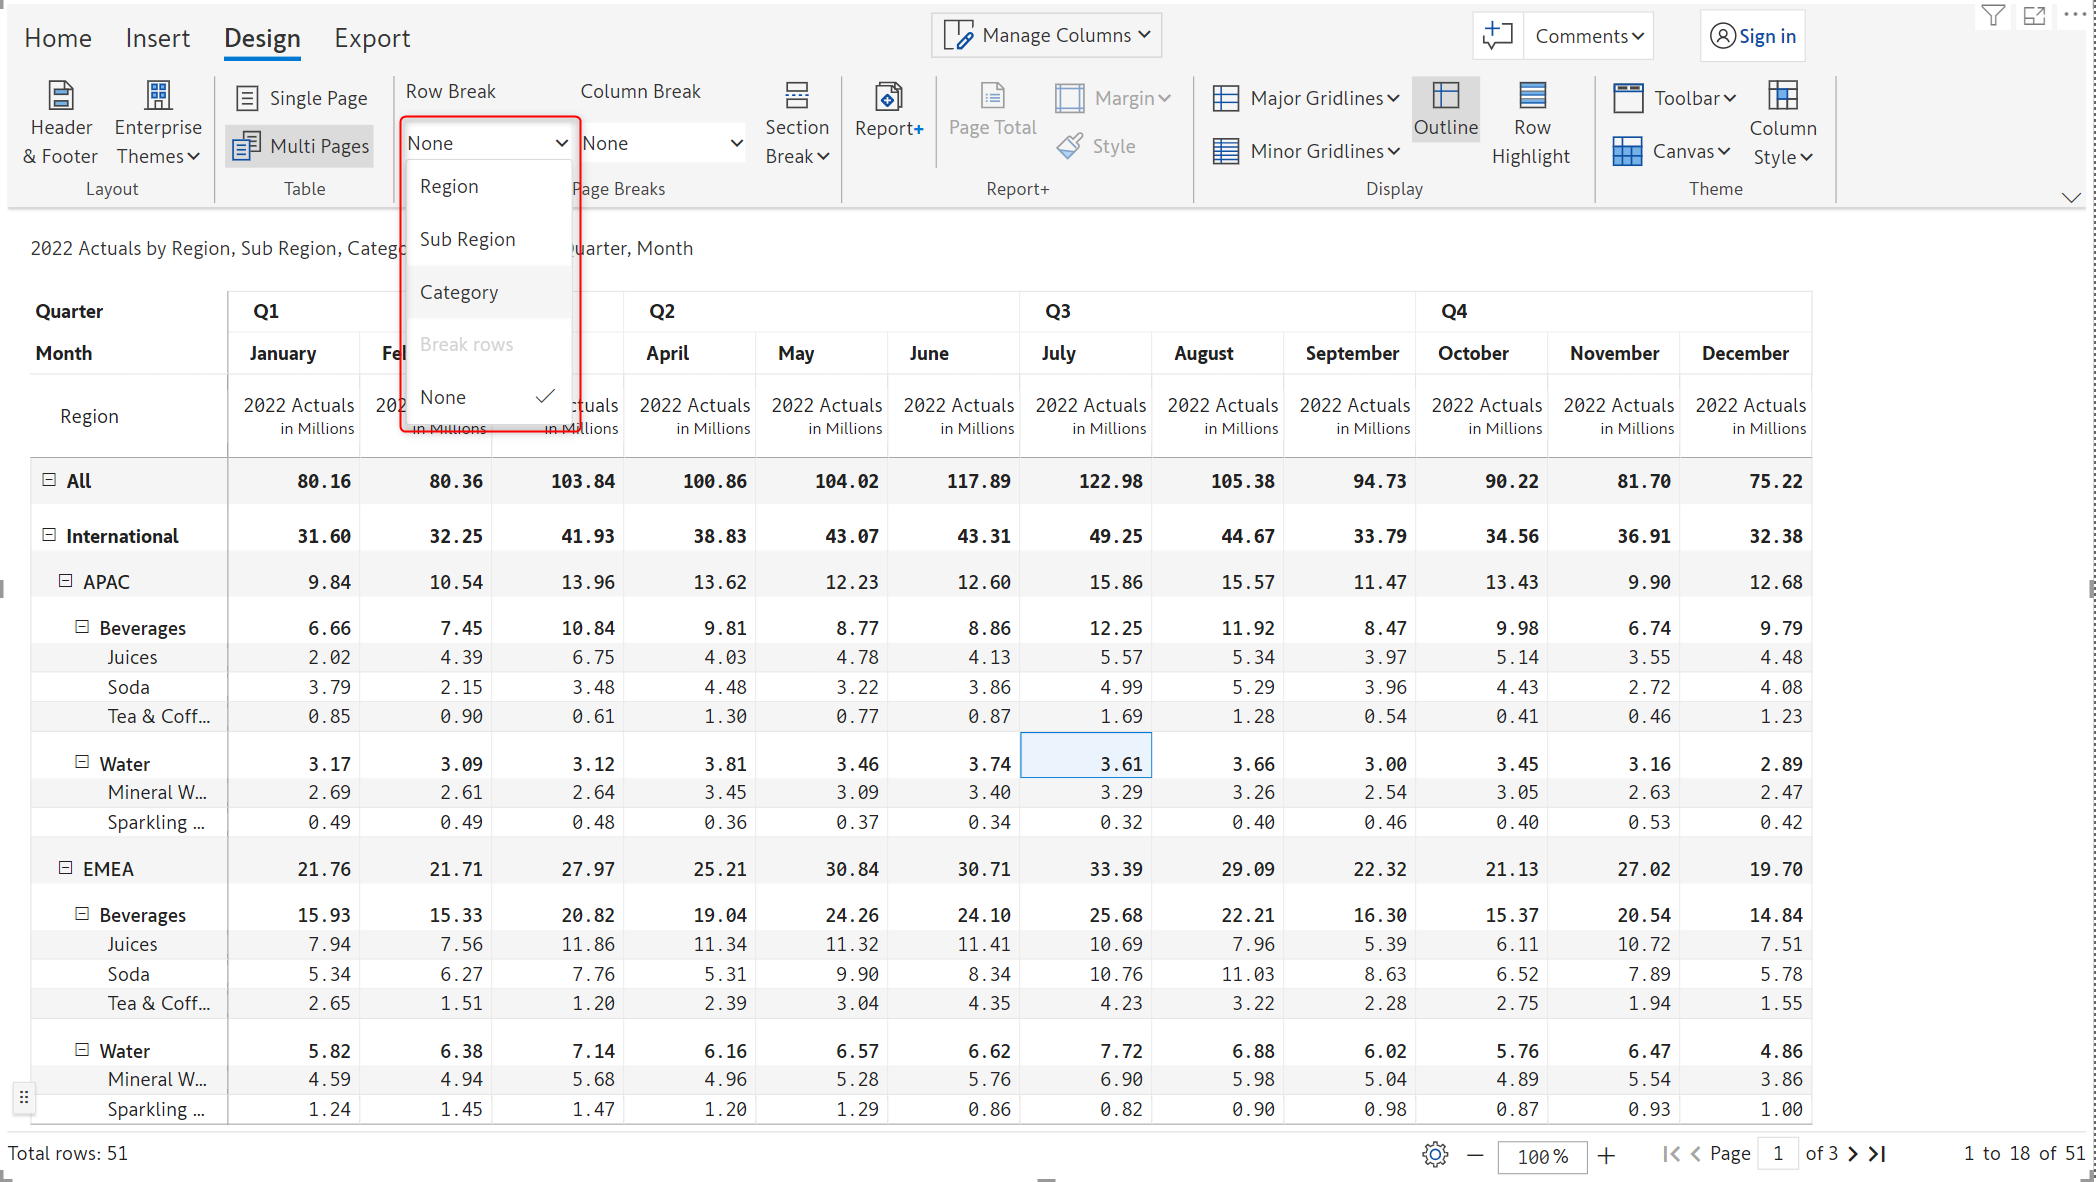 Home Insert Design Export Manage Columns Comments Sign in
Header & Footer
Enterprise Themes
Layout
Single Page
Multi Pages
Table
Row Break
None
Column Break
None
Section Break
Page Breaks
Report+
Page Total
Margin
Style
Report+
Major Gridlines
Minor Gridlines
Outline
Row Highlight
Display
Toolbar
Canvas
Column Style
Theme
Region
Sub Region
Category
Break rows
None
2022 Actuals by Region, Sub Region, Quarter, Month
Quarter Q1 Q2 Q3 Q4
Month January April May June July August September October November December
Region 2022 Actuals 2022 Actuals 2022 Actuals 2022 Actuals 2022 Actuals 2022 Actuals 2022 Actuals 2022 Actuals 2022 Actuals 2022 Actuals
in Millions in Millions in Millions in Millions in Millions in Millions in Millions in Millions in Millions in Millions in Millions in Millions
All 80.16 80.36 103.84 100.86 104.02 117.89 122.98 105.38 94.73 90.22 81.70 75.22
International 31.60 32.25 41.93 38.83 43.07 43.31 49.25 44.67 33.79 34.56 36.91 32.38
APAC 9.84 10.54 13.96 13.62 12.23 12.60 15.86 15.57 11.47 13.43 9.90 12.68
Beverages 6.66 7.45 10.84 9.81 8.77 8.86 12.25 11.92 8.47 9.98 6.74 9.79
Juices 2.02 4.39 6.75 4.03 4.78 4.13 5.57 5.34 3.97 5.14 3.55 4.48
Soda 3.79 2.15 3.48 4.48 3.22 3.86 4.99 5.29 3.96 4.43 2.72 4.08
Tea & Coff... 0.85 0.90 0.61 1.30 0.77 0.87 1.69 1.28 0.54 0.41 0.46 1.23
Water 3.17 3.09 3.12 3.81 3.46 3.74 3.61 3.66 3.00 3.45 3.16 2.89
Mineral W... 2.69 2.61 2.64 3.45 3.09 3.40 3.29 3.26 2.54 3.05 2.63 2.47
Sparkling ... 0.49 0.49 0.48 0.36 0.37 0.34 0.32 0.40 0.46 0.40 0.53 0.42
EMEA 21.76 21.71 27.97 25.21 30.84 30.71 33.39 29.09 22.32 21.13 27.02 19.70
Beverages 15.93 15.33 20.82 19.04 24.26 24.10 25.68 22.21 16.30 15.37 20.54 14.84
Juices 7.94 7.56 11.86 11.34 11.32 11.41 10.69 7.96 5.39 6.11 10.72 7.51
Soda 5.34 6.27 7.76 5.31 9.90 8.34 10.76 11.03 8.63 6.52 7.89 5.78
Tea & Coff... 2.65 1.51 1.20 2.39 3.04 4.35 4.23 3.22 2.28 2.75 1.94 1.55
Water 5.82 6.38 7.14 6.16 6.57 6.62 7.72 6.88 6.02 5.76 6.47 4.86
Mineral W... 4.59 4.94 5.68 4.96 5.28 5.76 6.90 5.98 5.04 4.89 5.54 3.86
Sparkling ... 1.24 1.45 1.47 1.20 1.29 0.86 0.82 0.90 0.98 0.87 0.93 1.00
Total rows: 51 100% Page 1 of 3 1 to 18 of 51